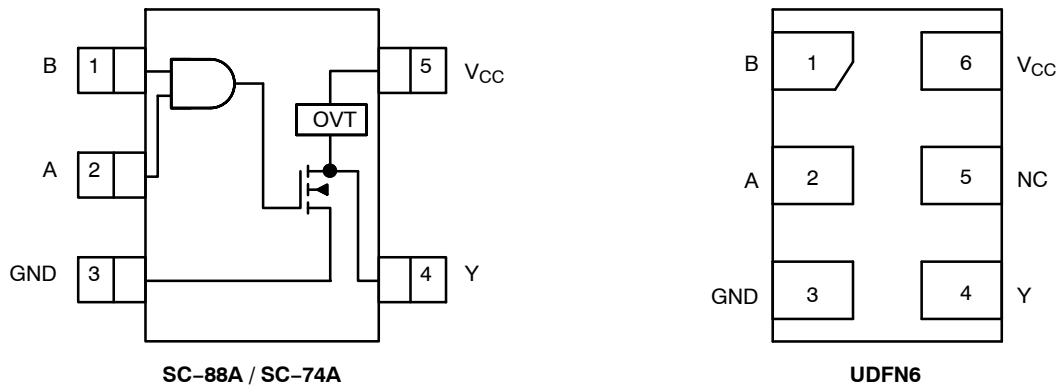 B 1
5 VCC
OVT
A 2
GND 3
4 Y
SC-88A / SC-74A
B 1
6 VCC
A 2
5 NC
GND 3
4 Y
UDFN6